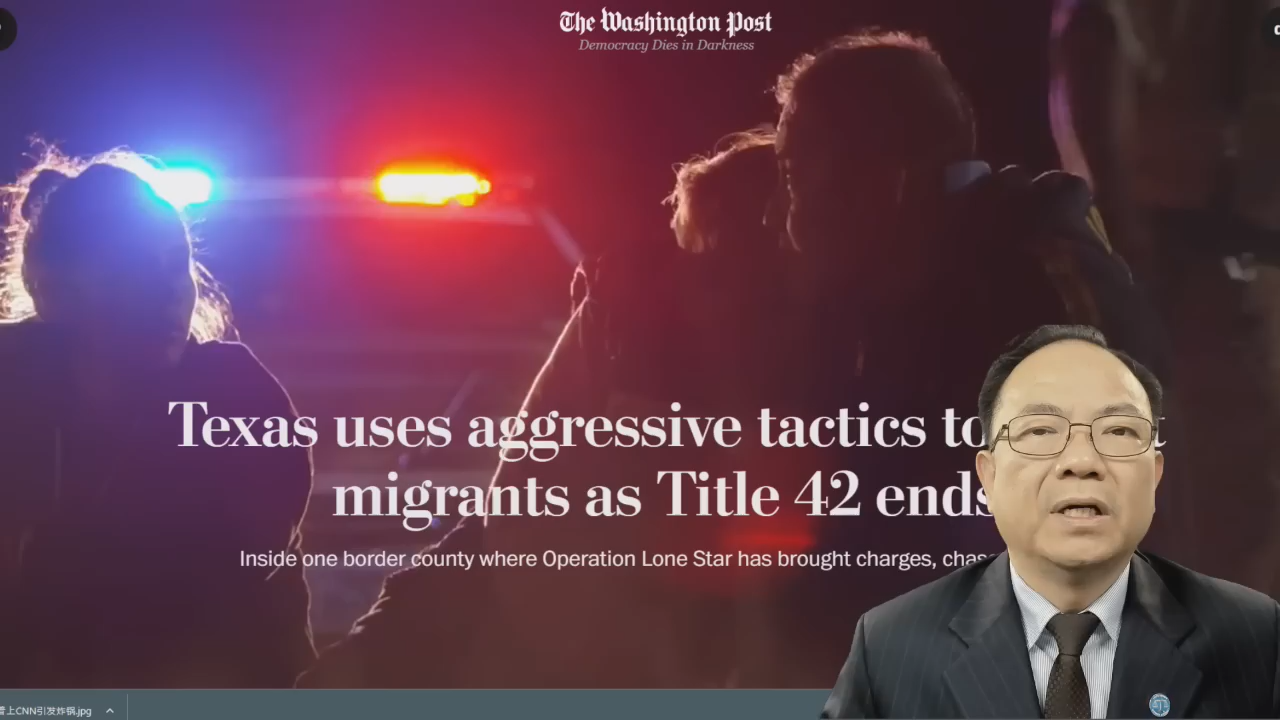 The Washington Post
Democracy Dies in Darkness
Texas uses aggressive tactics to
migrants as Title 42 ends
Inside one border county where Operation Lone Star has brought charges,
上CNN引发炸锅.jpg